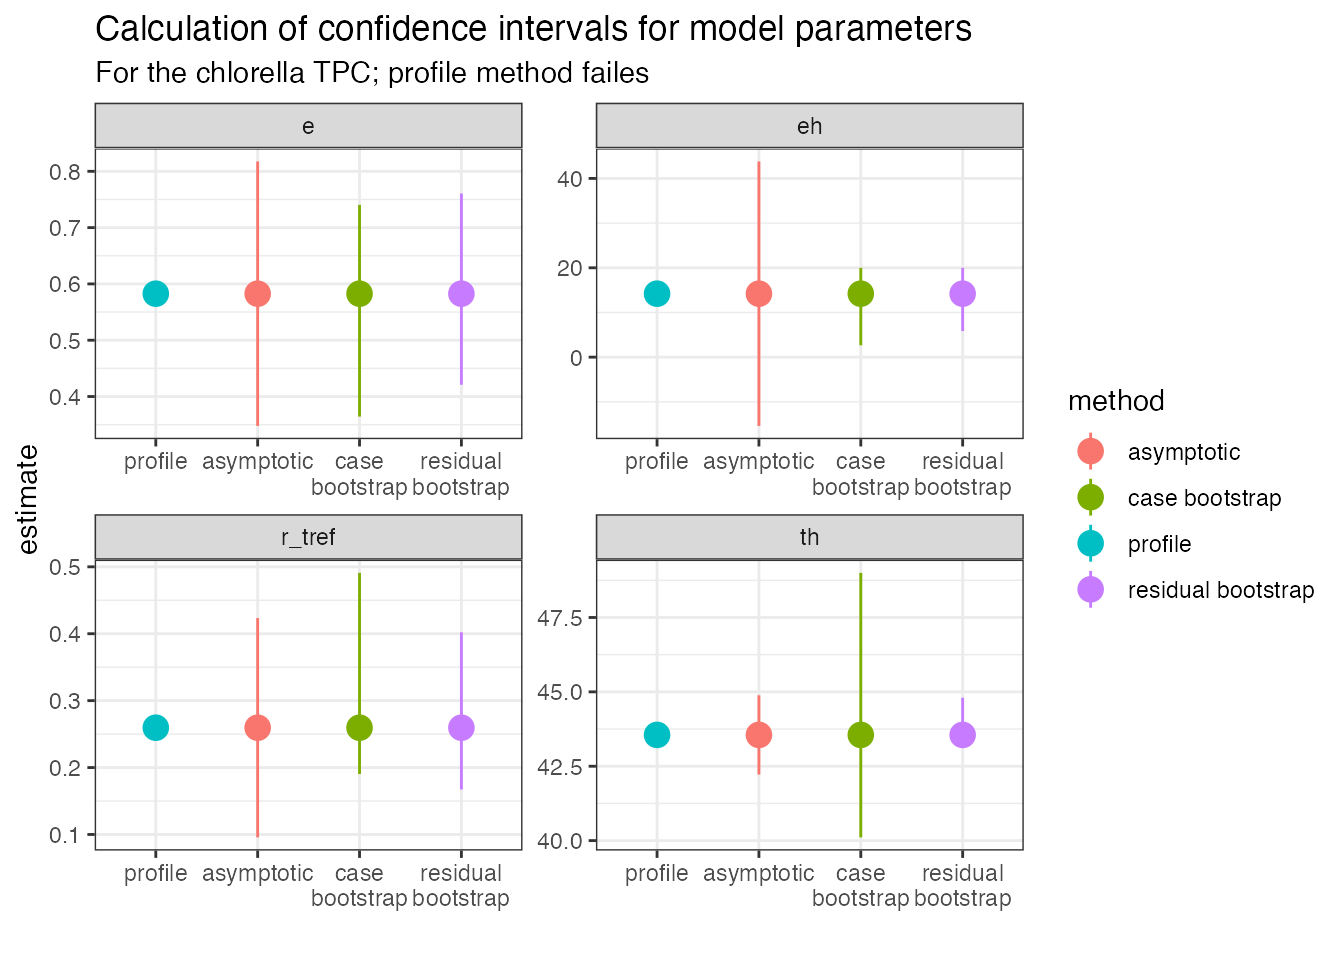 Calculation of confidence intervals for model parameters
For the chlorella TPC; profile method failes
e
0.8
0.7
0.6
0.5
0.4
profile asymptotic case bootstrap residual bootstrap
eh
40
20
0
profile asymptotic case bootstrap residual bootstrap
estimate
r_tref
0.5
0.4
0.3
0.2
0.1
profile asymptotic case bootstrap residual bootstrap
th
47.5
45.0
42.5
40.0
profile asymptotic case bootstrap residual bootstrap
method
asymptotic
case bootstrap
profile
residual bootstrap